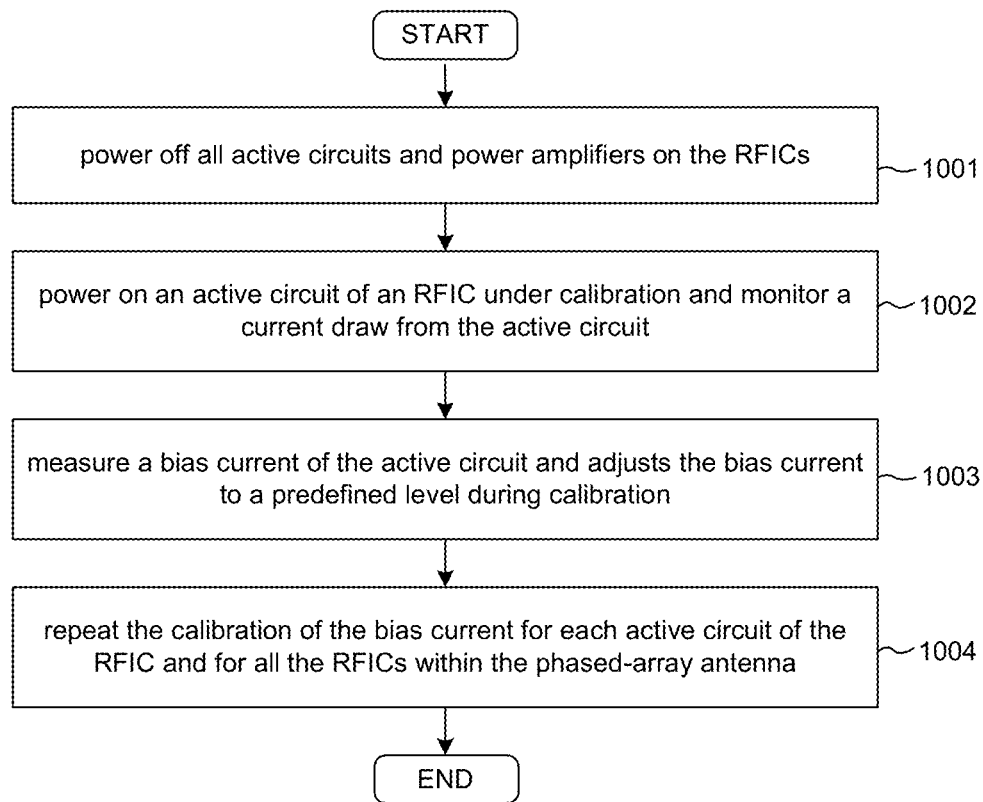 START
power off all active circuits and power amplifiers on the RFICs
1001
power on an active circuit of an RFIC under calibration and monitor a
current draw from the active circuit
1002
measure a bias current of the active circuit and adjusts the bias current
to a predefined level during calibration
1003
repeat the calibration of the bias current for each active circuit of the
RFIC and for all the RFICs within the phased-array antenna
1004
END